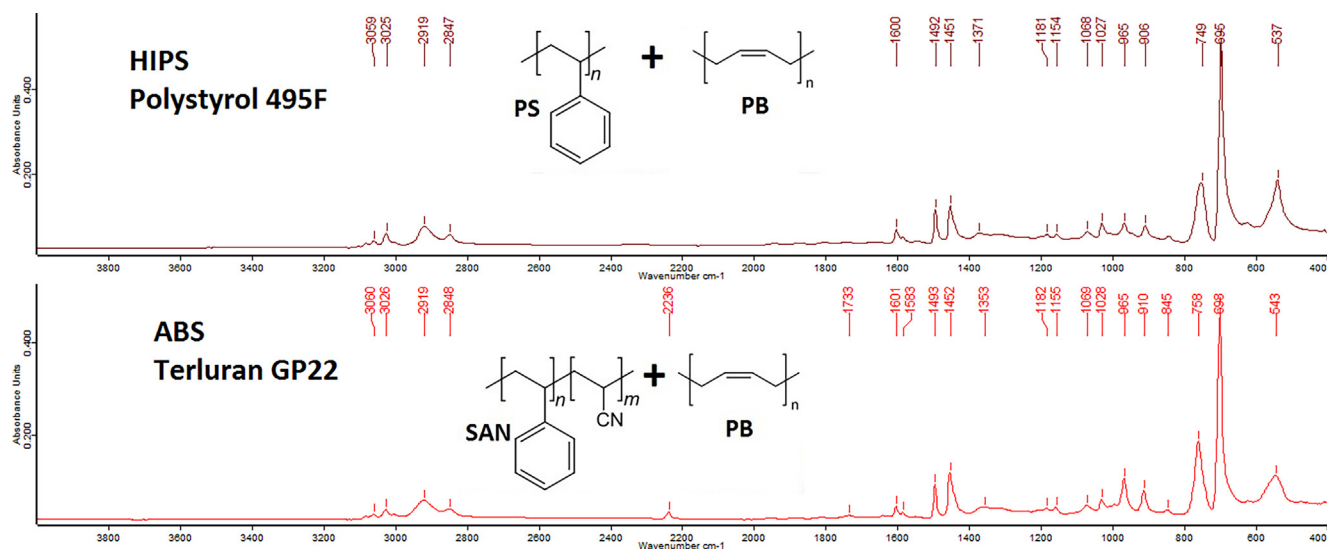 3059 3025 2919 2847 1600 1492 1451 1371 1181 1154 1068 1027 965 906 749 695 537
HIPS
Polystyrol 495F
n
+
n
PS
PB
Absorbance Units
0.400
0.200
3800 3600 3400 3200 3000 2800 2600 2400 2200 2000 1800 1600 1400 1200 1000 800 600 400
Wavenumber cm-1
3060 3026 2919 2848 2236 1733 1601 1583 1493 1452 1353 1182 1155 1069 1028 965 910 845 758 698 543
ABS
Terluran GP22
n
m
+
n
CN
SAN
PB
Absorbance Units
0.400
0.200
3800 3600 3400 3200 3000 2800 2600 2400 2200 2000 1800 1600 1400 1200 1000 800 600 400
Wavenumber cm-1